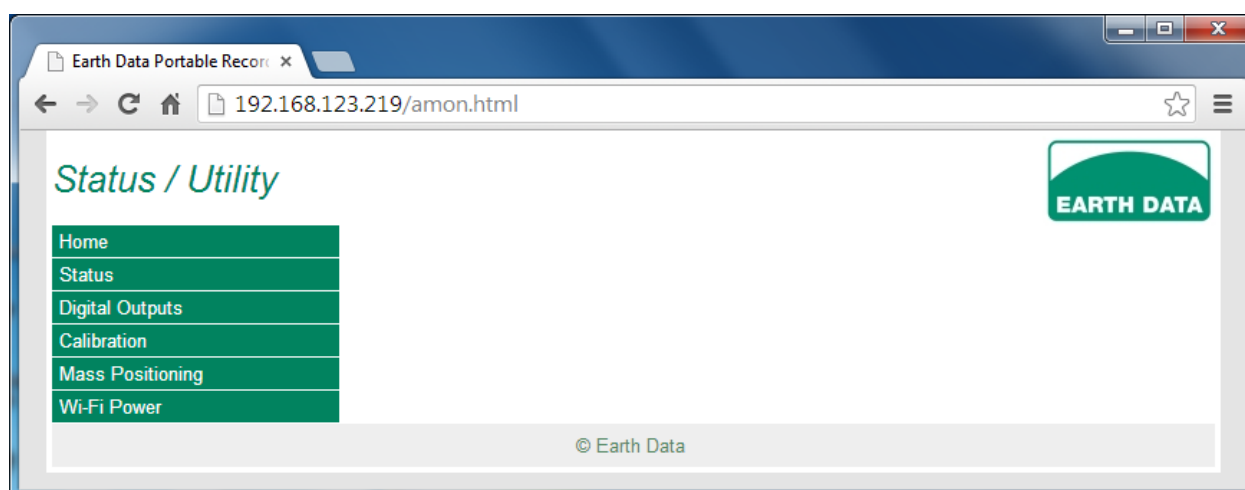 Earth Data Portable Recor
192.168.123.219/amon.html
Status / Utility
EARTH DATA
Home
Status
Digital Outputs
Calibration
Mass Positioning
Wi-Fi Power
© Earth Data